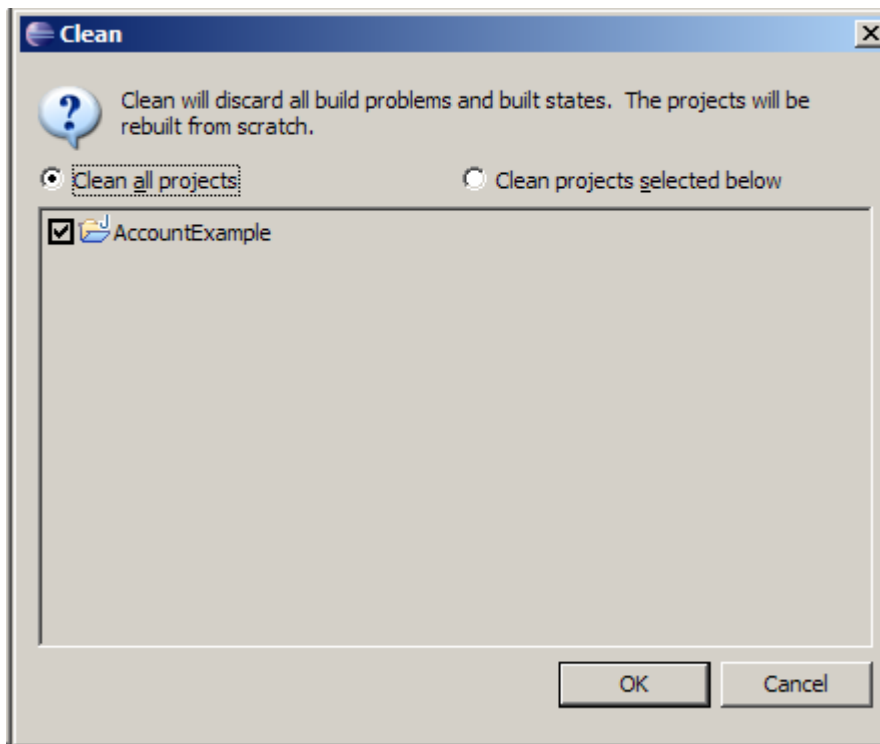 Clean
Clean will discard all build problems and built states. The projects will be
rebuilt from scratch.
Clean all projects
Clean projects selected below
AccountExample
OK
Cancel